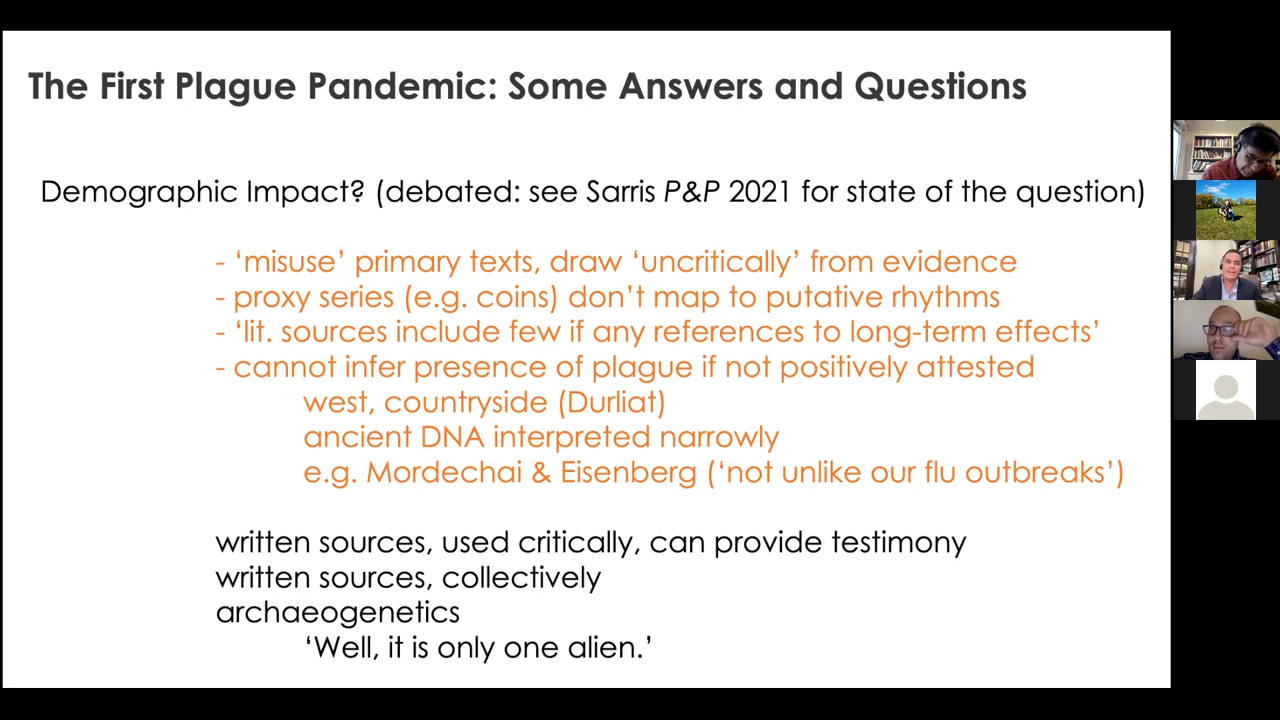 The First Plague Pandemic: Some Answers and Questions
Demographic Impact? (debated: see Sarris P&P 2021 for state of the question)
- ‘misuse’ primary texts, draw ‘uncritically’ from evidence
- proxy series (e.g. coins) don’t map to putative rhythms
- ‘lit. sources include few if any references to long-term effects’
- cannot infer presence of plague if not positively attested
west, countryside (Durliat)
ancient DNA interpreted narrowly
e.g. Mordechai & Eisenberg (‘not unlike our flu outbreaks’)
written sources, used critically, can provide testimony
written sources, collectively
archaeogenetics
‘Well, it is only one alien.’